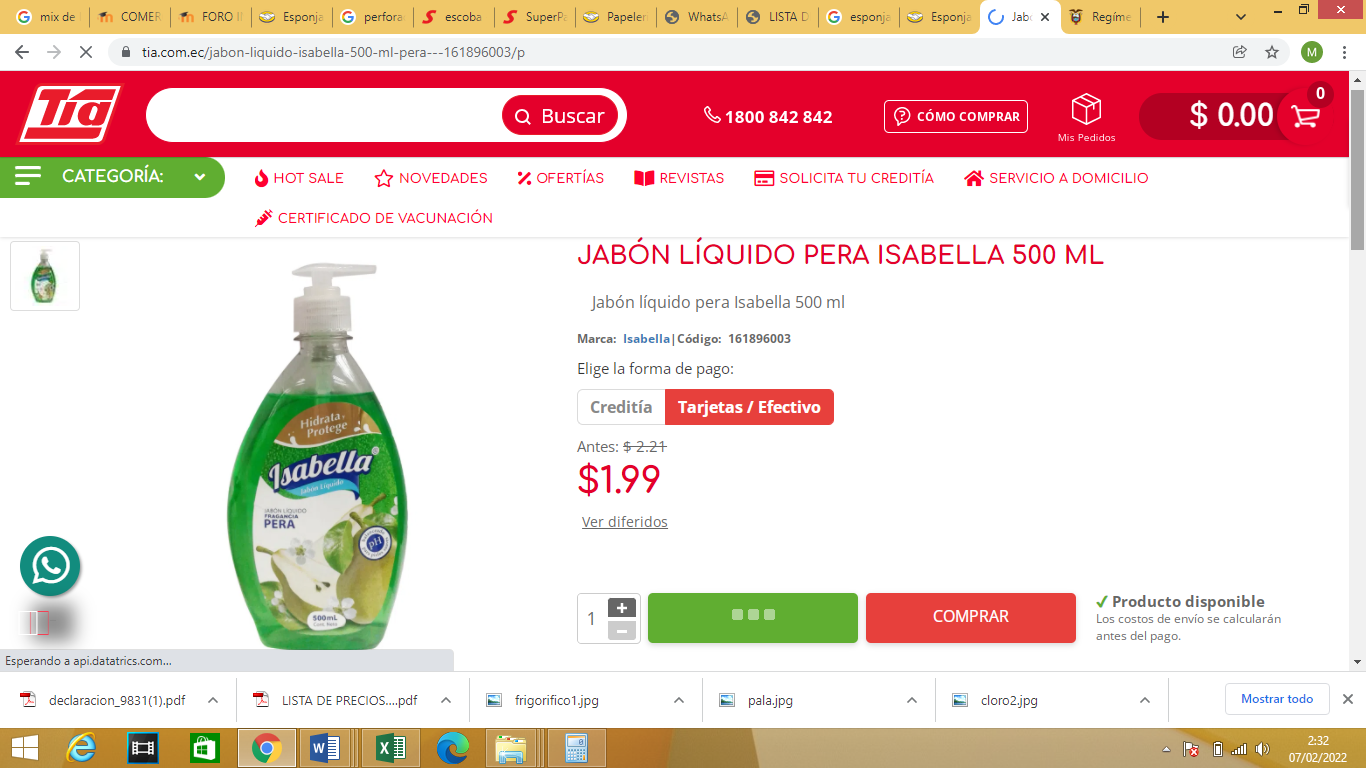 mix de
COMER
FORO II
Esponja
perfora
escoba
SuperPa
Papeler
WhatsA
LISTA D
esponja
Esponja
Jab
Regíme
tia.com.ec/jabon-liquido-isabella-500-ml-pera---161896003/p
M
Tía
Buscar
1800 842 842
CÓMO COMPRAR
Mis Pedidos
$ 0.00
0
CATEGORÍA:
HOT SALE
NOVEDADES
OFERTÍAS
REVISTAS
SOLICITA TU CREDITÍA
SERVICIO A DOMICILIO
CERTIFICADO DE VACUNACIÓN
JABÓN LÍQUIDO PERA ISABELLA 500 ML
Jabón líquido pera Isabella 500 ml
Marca: Isabella|Código: 161896003
Elige la forma de pago:
Creditía
Tarjetas / Efectivo
Antes: $ 2.21
$1.99
Ver diferidos
Hidrata y
Protege
Isabella
Jabón Líquido
JABÓN LÍQUIDO
FRAGANCIA
PERA
pH
500mL
Cont. Neto
1
COMPRAR
Producto disponible
Los costos de envío se calcularán
antes del pago.
Esperando a api.datatrics.com...
declaracion_9831(1).pdf
LISTA DE PRECIOS....pdf
frigorifico1.jpg
pala.jpg
cloro2.jpg
Mostrar todo
2:32
07/02/2022